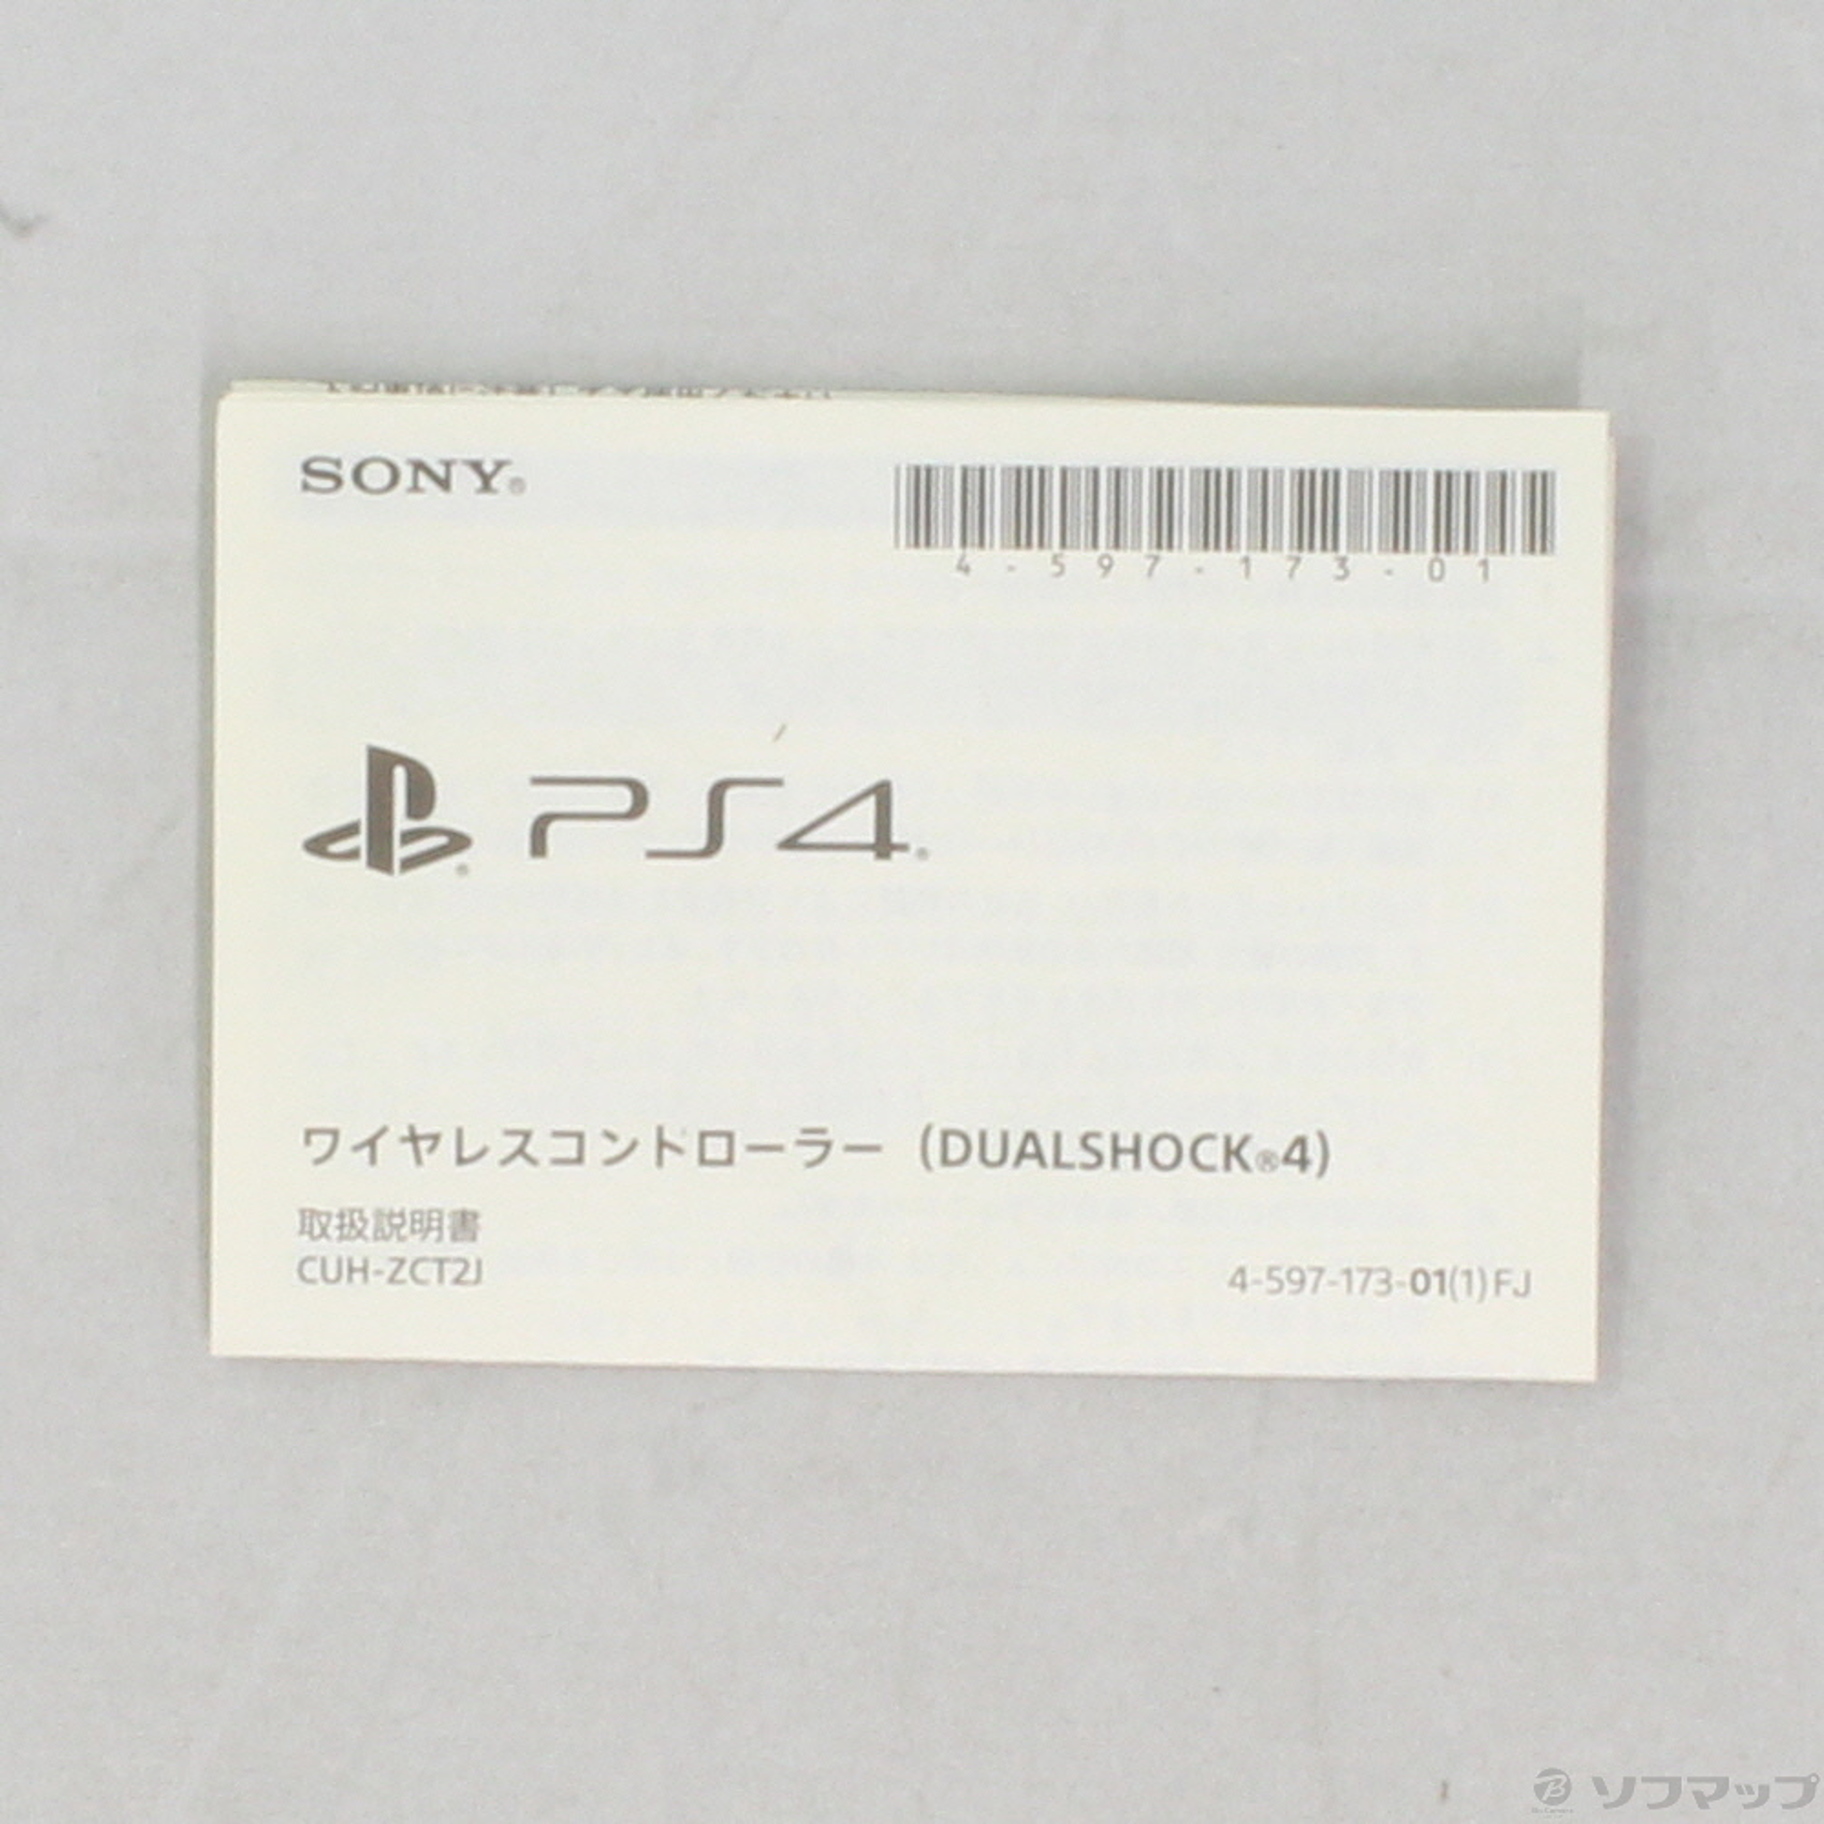 SONY®
4-597-173-01
PS4®
ワイヤレスコントローラー（DUALSHOCK®4）
取扱説明書
CUH-ZCT2J
4-597-173-01(1)FJ
ソフマップ